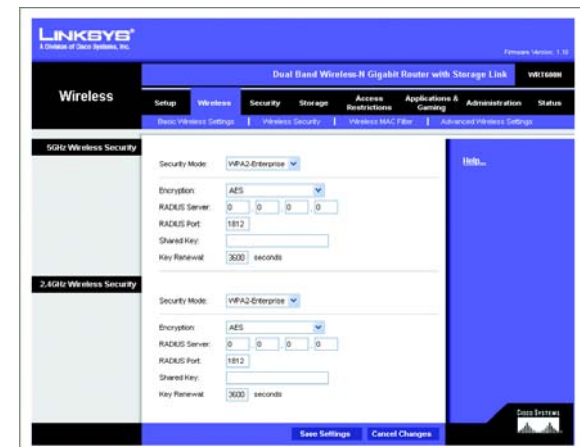 LINKSYS®
A Division of Cisco Systems, Inc.
Firmware Version: 1.10
Dual Band Wireless-N Gigabit Router with Storage Link WRT600N
Wireless
Setup Wireless Security Storage Access Restrictions Applications & Gaming Administration Status
Basic Wireless Settings | Wireless Security | Wireless MAC Filter | Advanced Wireless Settings
5GHz Wireless Security
Security Mode: WPA2-Enterprise
Help...
Encryption: AES
RADIUS Server: 0 . 0 . 0 . 0
RADIUS Port: 1812
Shared Key:
Key Renewal: 3600 seconds
2.4GHz Wireless Security
Security Mode: WPA2-Enterprise
Encryption: AES
RADIUS Server: 0 . 0 . 0 . 0
RADIUS Port: 1812
Shared Key:
Key Renewal: 3600 seconds
Save Settings Cancel Changes
CISCO SYSTEMS